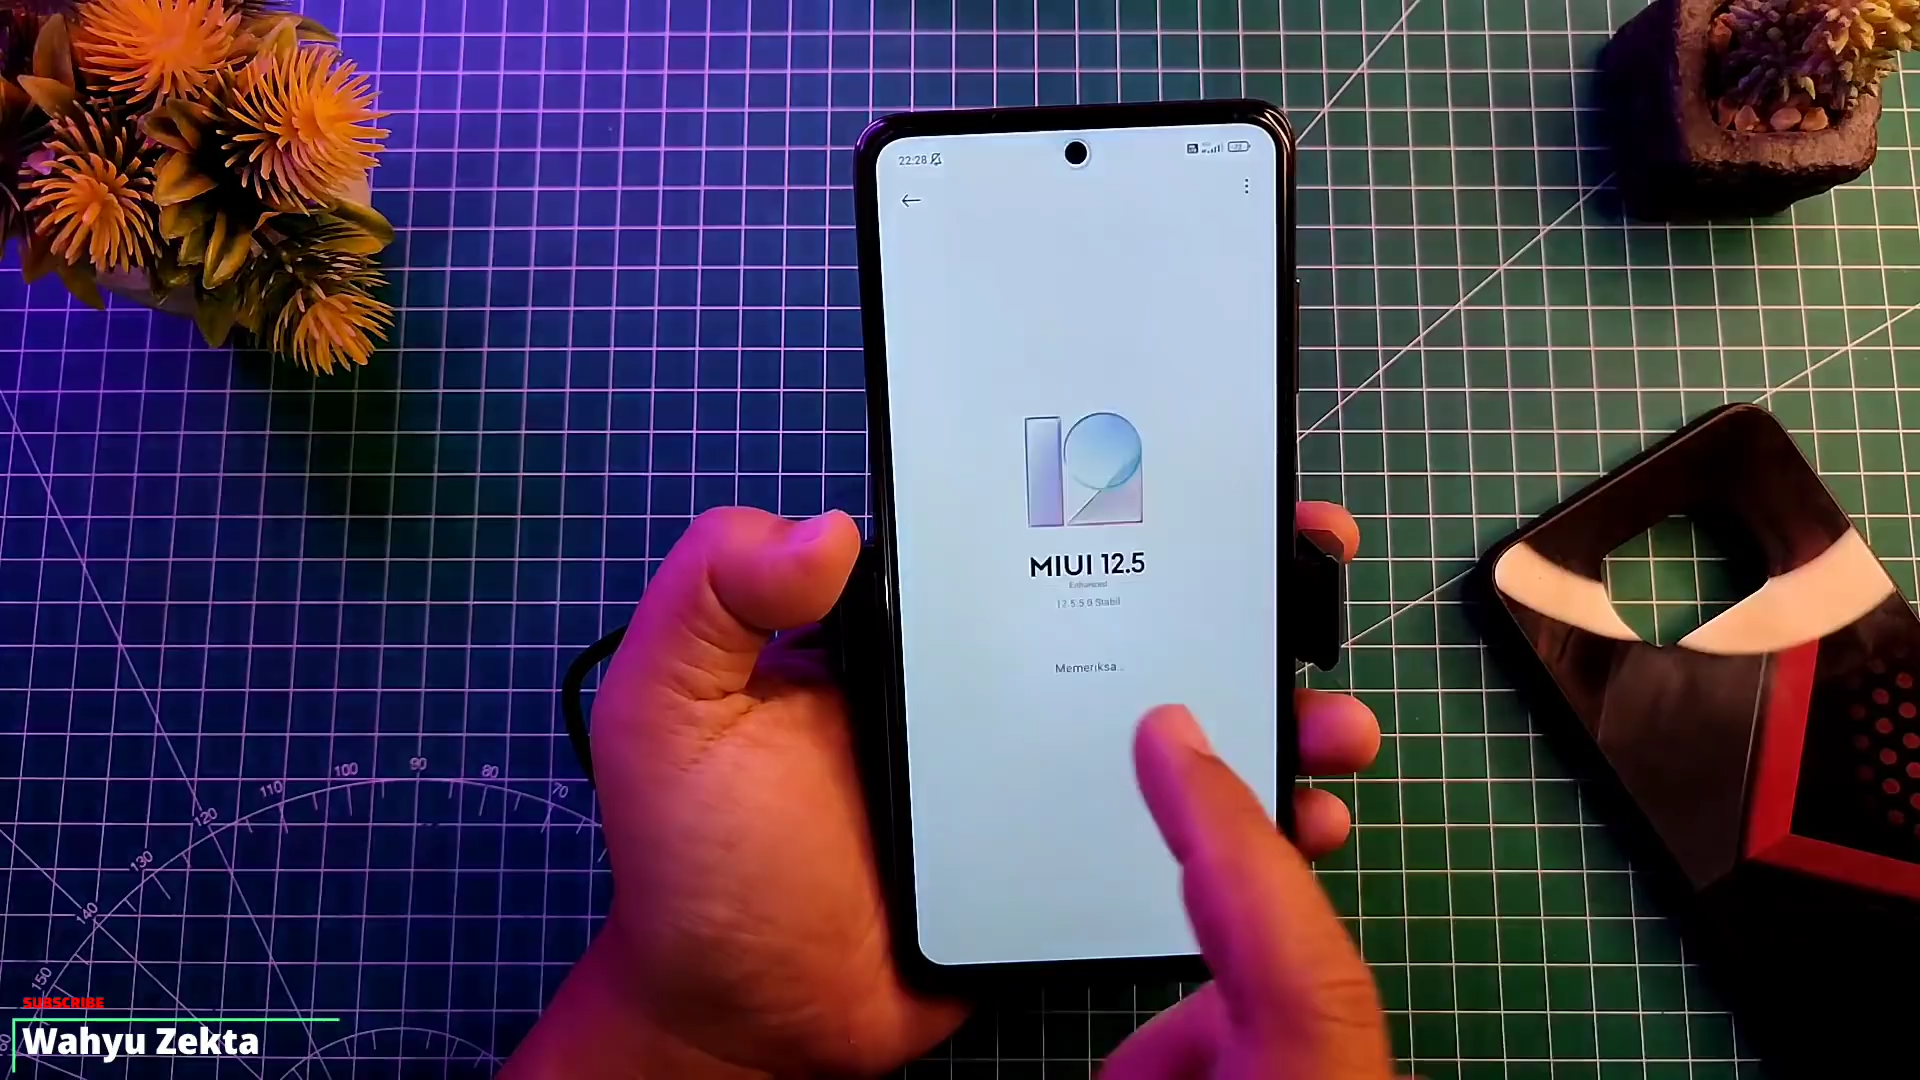 22:28
MIUI 12.5
Enhanced
12.5.5.0 Stabil
Memeriksa...
110
100
90
80
70
120
130
140
150
SUBSCRIBE
Wahyu Zekta